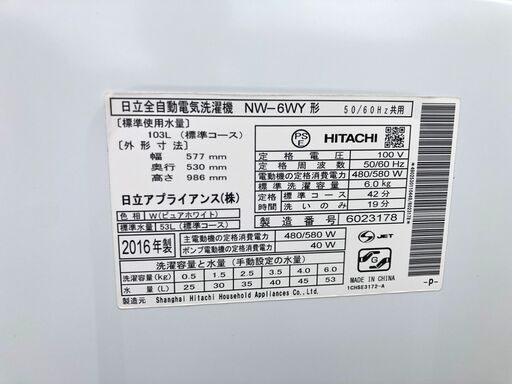 日立全自動電気洗濯機 NW-6WY 形 50/60Hz共用
[標準使用水量]
103L (標準コース)
[外形寸法]
幅 577 mm
奥行 530 mm
高さ 986 mm
日立アプライアンス(株)
色相 W(ピュアホワイト)
標準水量 53L (標準コース)
PS
E
HITACHI
定格電圧 100 V
定格周波数 50/60 Hz
電動機の定格消費電力 480/580 W
標準洗濯容量 6.0 kg
標準コース 42分
洗いのみ 19分
製造番号 6023178
2016年製
主電動機の定格消費電力 480/580 W
ポンプ電動機の定格消費電力 40 W
洗濯容量と水量 (手動設定の水量)
洗濯容量(kg) 0.5 1.5 2.5 3.5 4.0 6.0
水量 (L) 25 30 35 40 45 53
製造元 Shanghai Hitachi Household Appliances Co., Ltd.
S JET
MADE IN CHINA
1CHSE3172-A
-P-